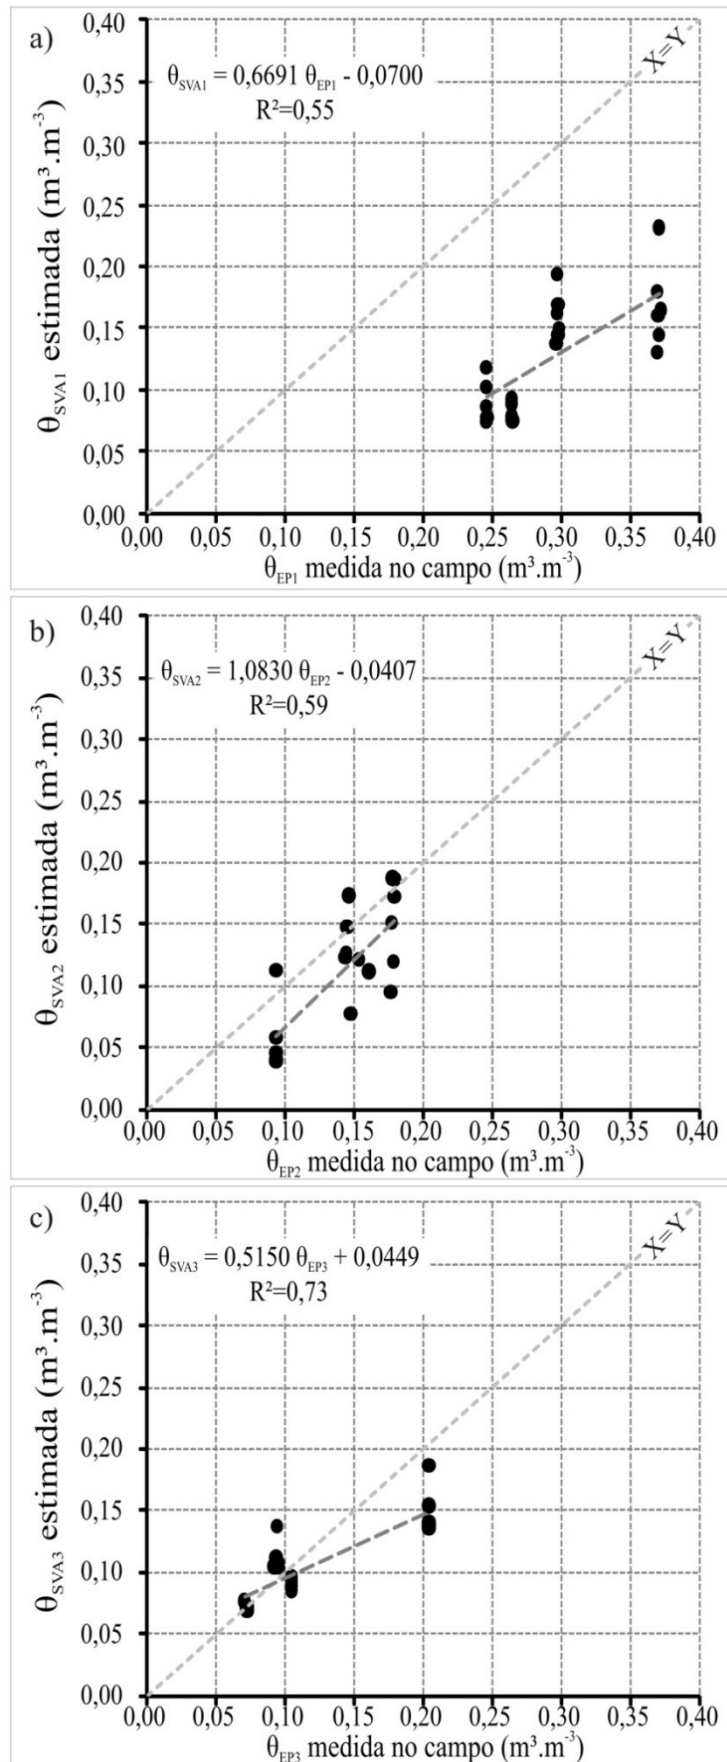 a)
θSVA1 = 0,6691 θEP1 - 0,0700
R²=0,55
X=Y
θSVA1 estimada (m³.m⁻³)
0,40
0,35
0,30
0,25
0,20
0,15
0,10
0,05
0,00
0,00 0,10 0,10 0,15 0,20 0,25 0,30 0,35 0,40
θEP1 medida no campo (m³.m⁻³)
b)
θSVA2 = 1,0830 θEP2 - 0,0407
R²=0,59
X=Y
θSVA2 estimada (m³.m⁻³)
0,40
0,35
0,30
0,25
0,20
0,15
0,10
0,05
0,00
0,00 0,10 0,10 0,15 0,20 0,25 0,30 0,35 0,40
θEP2 medida no campo (m³.m⁻³)
c)
θSVA3 = 0,5150 θEP3 + 0,0449
R²=0,73
X=Y
θSVA3 estimada (m³.m⁻³)
0,40
0,35
0,30
0,25
0,20
0,15
0,10
0,05
0,00
0,00 0,10 0,10 0,15 0,20 0,25 0,30 0,35 0,40
θEP3 medida no campo (m³.m⁻³)